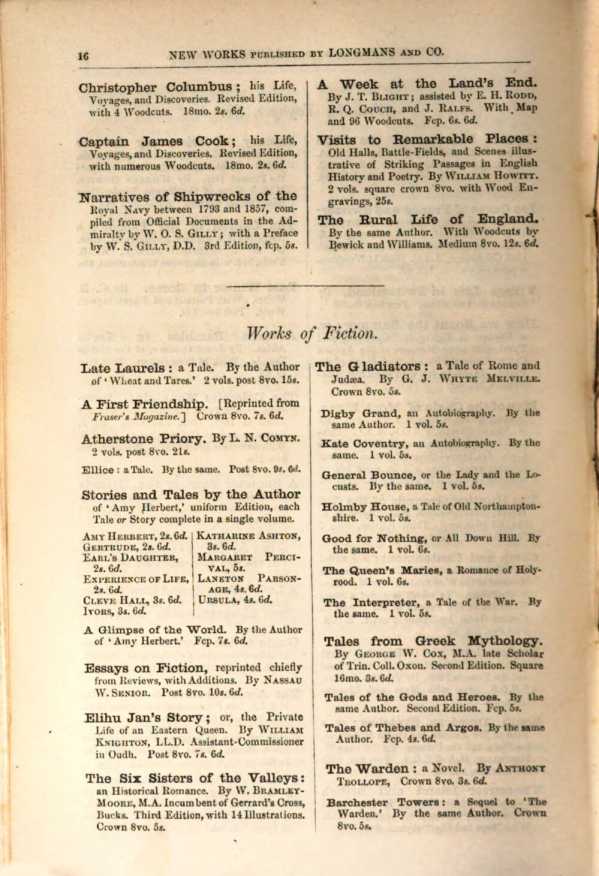 16 NEW WORKS PUBLISHED BY LONGMANS AND CO.
Christopher Columbus; his Life,
Voyages, and Discoveries. Revised Edition,
with 4 Woodcuts. 18mo. 2s. 6d.
Captain James Cook; his Life,
Voyages, and Discoveries. Revised Edition,
with numerous Woodcuts. 18mo. 2s. 6d.
Narratives of Shipwrecks of the
Royal Navy between 1793 and 1857, com-
piled from Official Documents in the Ad-
miralty by W. O. S. GILLY; with a Preface
by W. S. GILLY, D.D. 3rd Edition, fcp. 5s.
A Week at the Land's End.
By J. T. BLIGHT; assisted by E. H. RODD,
R. Q. COUCH, and J. RALFS. With Map
and 96 Woodcuts. Fcp. 6s. 6d.
Visits to Remarkable Places:
Old Halls, Battle-Fields, and Scenes illus-
trative of Striking Passages in English
History and Poetry. By WILLIAM HOWITT.
2 vols. square crown 8vo. with Wood En-
gravings, 25s.
The Rural Life of England.
By the same Author. With Woodcuts by
Bewick and Williams. Medium 8vo. 12s. 6d.
Works of Fiction.
Late Laurels: a Tale. By the Author
of 'Wheat and Tares.' 2 vols. post 8vo. 15s.
A First Friendship. [Reprinted from
Fraser's Magazine.] Crown 8vo. 7s. 6d.
Atherstone Priory. By L. N. COMYN.
2 vols. post 8vo. 21s.
Ellice: a Tale. By the same. Post 8vo. 9s. 6d.
Stories and Tales by the Author
of 'Amy Herbert,' uniform Edition, each
Tale or Story complete in a single volume.
AMY HERBERT, 2s. 6d.
GERTRUDE, 2s. 6d.
EARL'S DAUGHTER,
2s. 6d.
EXPERIENCE OF LIFE,
2s. 6d.
CLEVE HALL, 3s. 6d.
IVORS, 3s. 6d.
KATHARINE ASHTON,
3s. 6d.
MARGARET PERCI-
VAL, 5s.
LANETON PARSON-
AGE, 4s. 6d.
URSULA, 4s. 6d.
A Glimpse of the World. By the Author
of 'Amy Herbert.' Fcp. 7s. 6d.
Essays on Fiction, reprinted chiefly
from Reviews, with Additions. By NASSAU
W. SENIOR. Post 8vo. 10s. 6d.
Elihu Jan's Story; or, the Private
Life of an Eastern Queen. By WILLIAM
KNIGHTON, LL.D. Assistant-Commissioner
in Oudh. Post 8vo. 7s. 6d.
The Six Sisters of the Valleys:
an Historical Romance. By W. BRAMLEY-
MOORE, M.A. Incumbent of Gerrard's Cross,
Bucks. Third Edition, with 14 Illustrations.
Crown 8vo. 5s.
The Gladiators: a Tale of Rome and
Judæa. By G. J. WHYTE MELVILLE.
Crown 8vo. 5s.
Digby Grand, an Autobiography. By the
same Author. 1 vol. 5s.
Kate Coventry, an Autobiography. By the
same. 1 vol. 5s.
General Bounce, or the Lady and the Lo-
custs. By the same. 1 vol. 5s.
Holmby House, a Tale of Old Northampton-
shire. 1 vol. 5s.
Good for Nothing, or All Down Hill. By
the same. 1 vol. 6s.
The Queen's Maries, a Romance of Holy-
rood. 1 vol. 6s.
The Interpreter, a Tale of the War. By
the same. 1 vol. 5s.
Tales from Greek Mythology.
By GEORGE W. COX, M.A. late Scholar
of Trin. Coll. Oxon. Second Edition. Square
16mo. 3s. 6d.
Tales of the Gods and Heroes. By the
same Author. Second Edition. Fcp. 5s.
Tales of Thebes and Argos. By the same
Author. Fcp. 4s. 6d.
The Warden: a Novel. By ANTHONY
TROLLOPE, Crown 8vo. 3s. 6d.
Barchester Towers: a Sequel to 'The
Warden.' By the same Author. Crown
8vo. 5s.